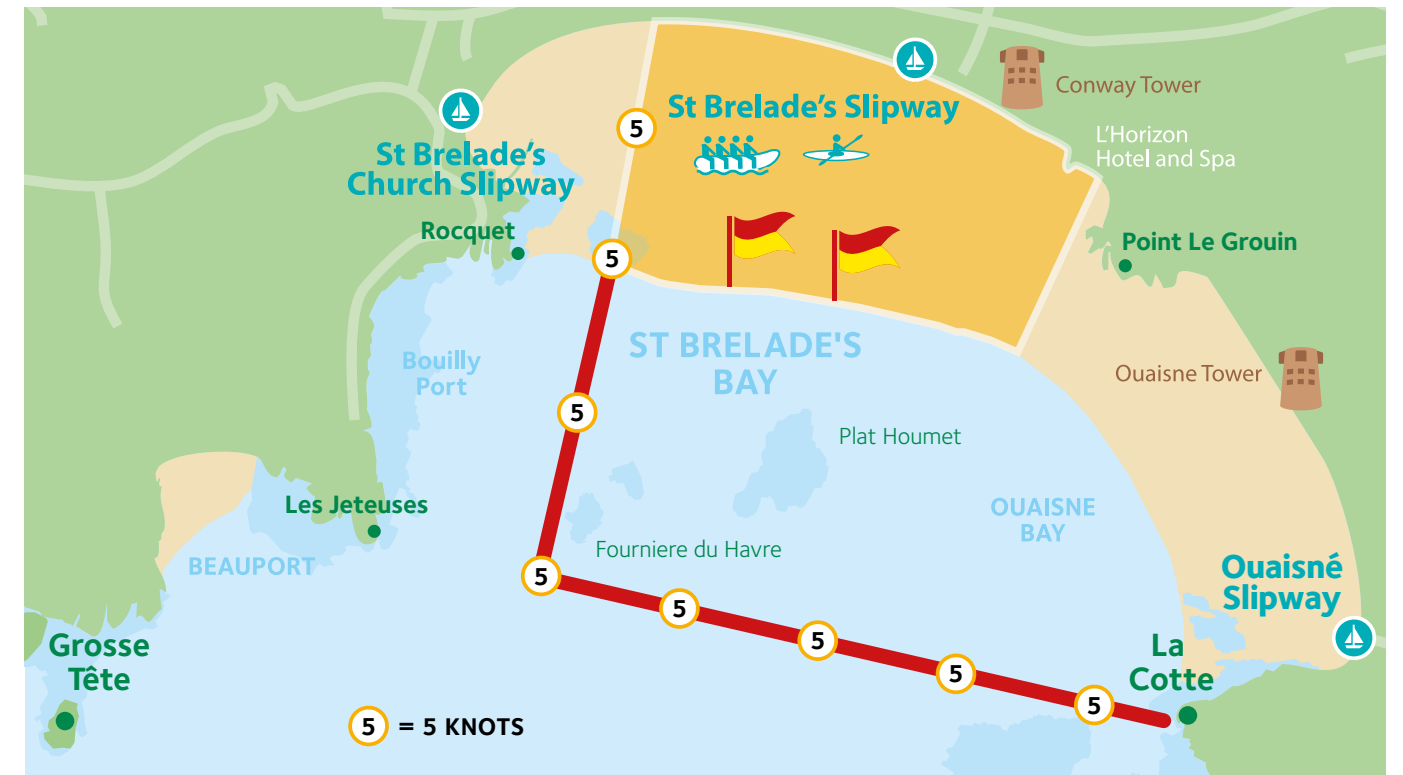 Conway Tower
St Brelade's Slipway
5
L'Horizon
Hotel and Spa
St Brelade's
Church Slipway
Rocquet
Point Le Grouin
5
ST BRELADE'S
BAY
Bouilly
Port
Ouaisne Tower
5
Plat Houmet
Les Jeteuses
OUAISNE
BAY
Fourniere du Havre
BEAUPORT
5
Ouaisné
Slipway
5
Grosse
Tête
5
La
Cotte
5
5
5 = 5 KNOTS